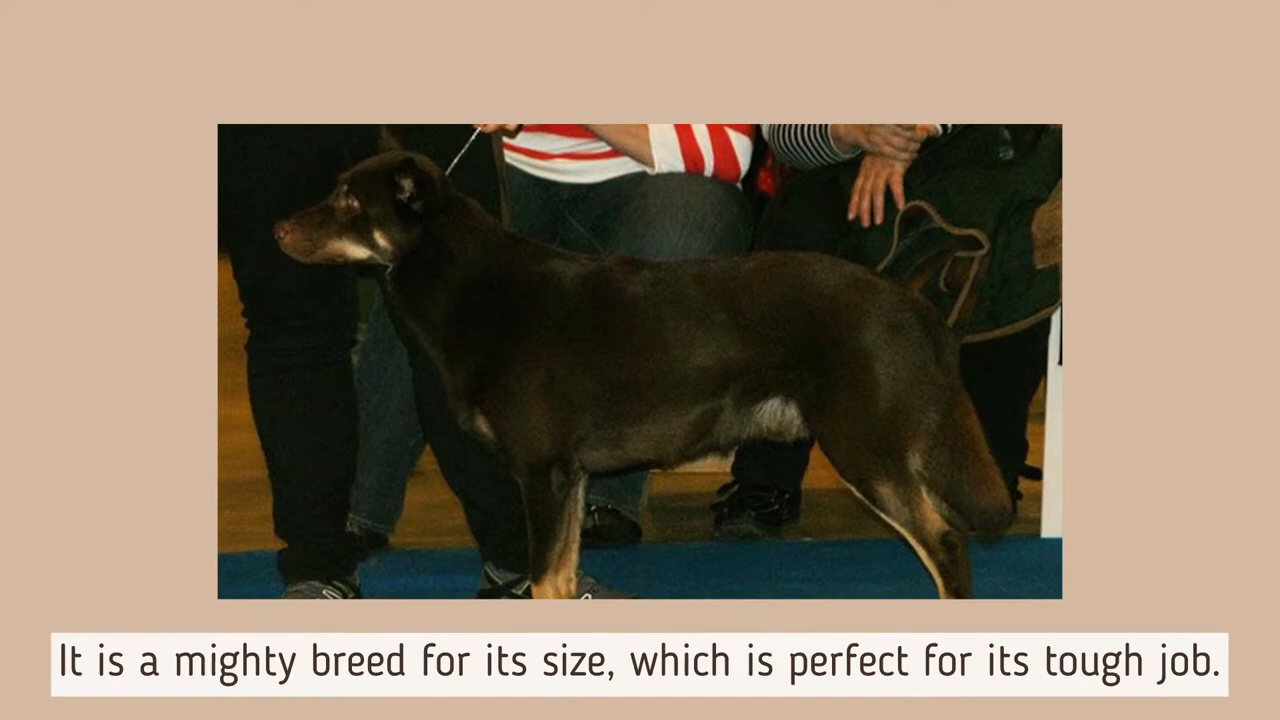 It is a mighty breed for its size, which is perfect for its tough job.